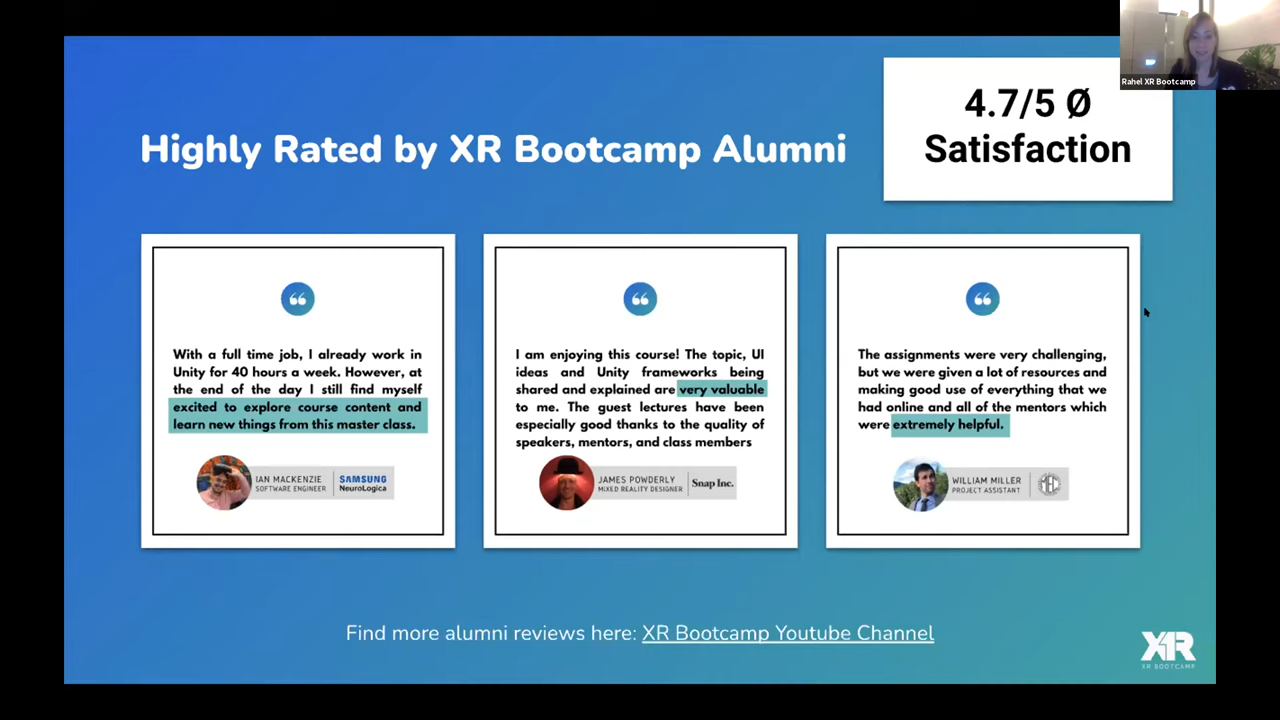 Rahel XR Bootcamp
4.7/5 Ø
Satisfaction
Highly Rated by XR Bootcamp Alumni
With a full time job, I already work in
Unity for 40 hours a week. However, at
the end of the day I still find myself
excited to explore course content and
learn new things from this master class.
IAN MACKENZIE
SOFTWARE ENGINEER
SAMSUNG
NeuroLogica
I am enjoying this course! The topic, UI
ideas and Unity frameworks being
shared and explained are very valuable
to me. The guest lectures have been
especially good thanks to the quality of
speakers, mentors, and class members
JAMES POWDERLY
MIXED REALITY DESIGNER
Snap Inc.
The assignments were very challenging,
but we were given a lot of resources and
making good use of everything that we
had online and all of the mentors which
were extremely helpful.
WILLIAM MILLER
PROJECT ASSISTANT
Find more alumni reviews here: XR Bootcamp Youtube Channel
XR
XR BOOTCAMP